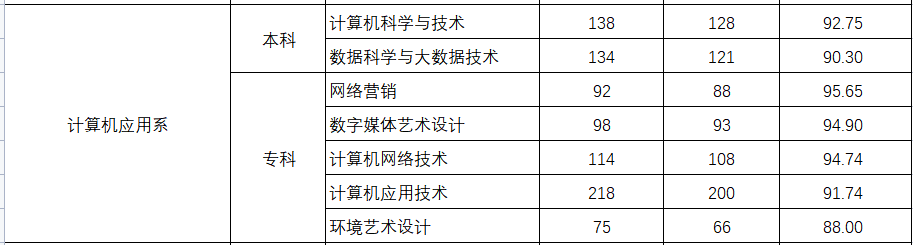 计算机应用系 本科 计算机科学与技术 138 128 92.75
数据科学与大数据技术 134 121 90.30
专科 网络营销 92 88 95.65
数字媒体艺术设计 98 93 94.90
计算机网络技术 114 108 94.74
计算机应用技术 218 200 91.74
环境艺术设计 75 66 88.00